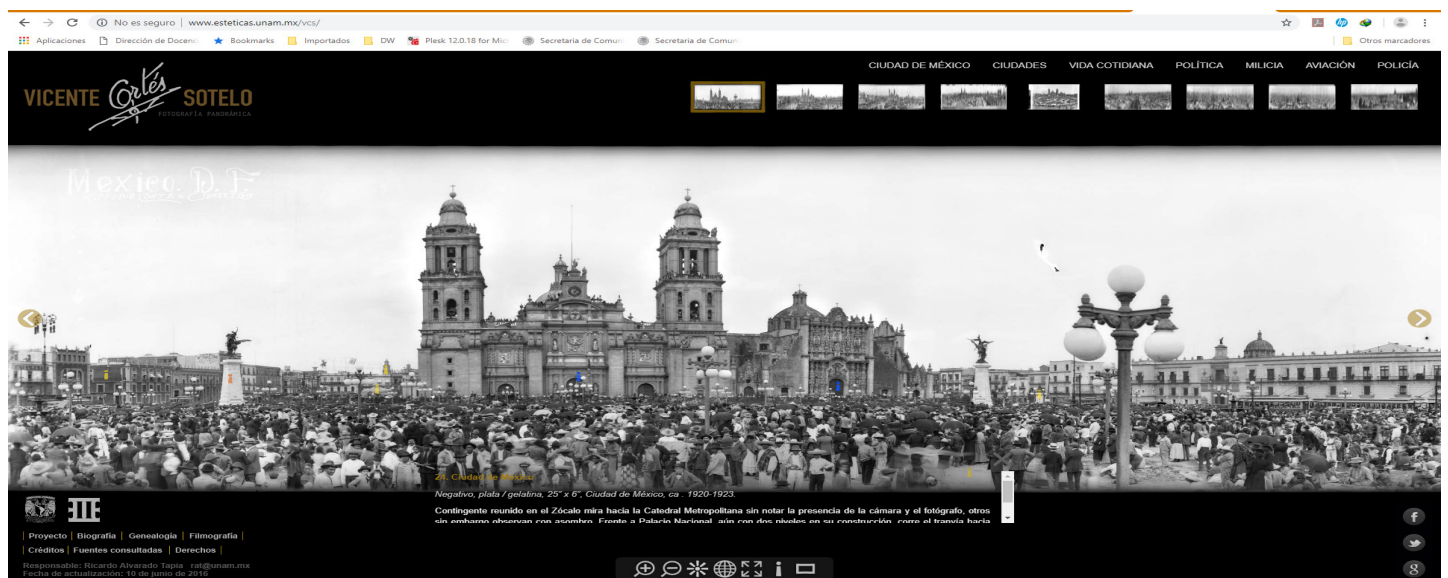 No es seguro | www.esteticas.unam.mx/vcs/
Aplicaciones Dirección de Docenc Bookmarks Importados DW Plesk 12.0.18 for Mic Secretaria de Comun Secretaria de Comun Otros marcadores
CIUDAD DE MÉXICO CIUDADES VIDA COTIDIANA POLÍTICA MILICIA AVIACIÓN POLICÍA
VICENTE Cortés SOTELO
FOTOGRAFÍA PANORÁMICA
Mexico. D. F.
24. Ciudad de México
Negativo, plata / gelatina, 25" x 6", Ciudad de México, ca . 1920-1923.
Contingente reunido en el Zócalo mira hacia la Catedral Metropolitana sin notar la presencia de la cámara y el fotógrafo, otros
sin embargo observan con asombro. Frente a Palacio Nacional, aún con dos niveles en su construcción, corre el tranvía hacia
| Proyecto | Biografía | Genealogía | Filmografía |
| Créditos | Fuentes consultadas | Derechos |
Responsable: Ricardo Alvarado Tapia rat@unam.mx
Fecha de actualización: 10 de junio de 2016